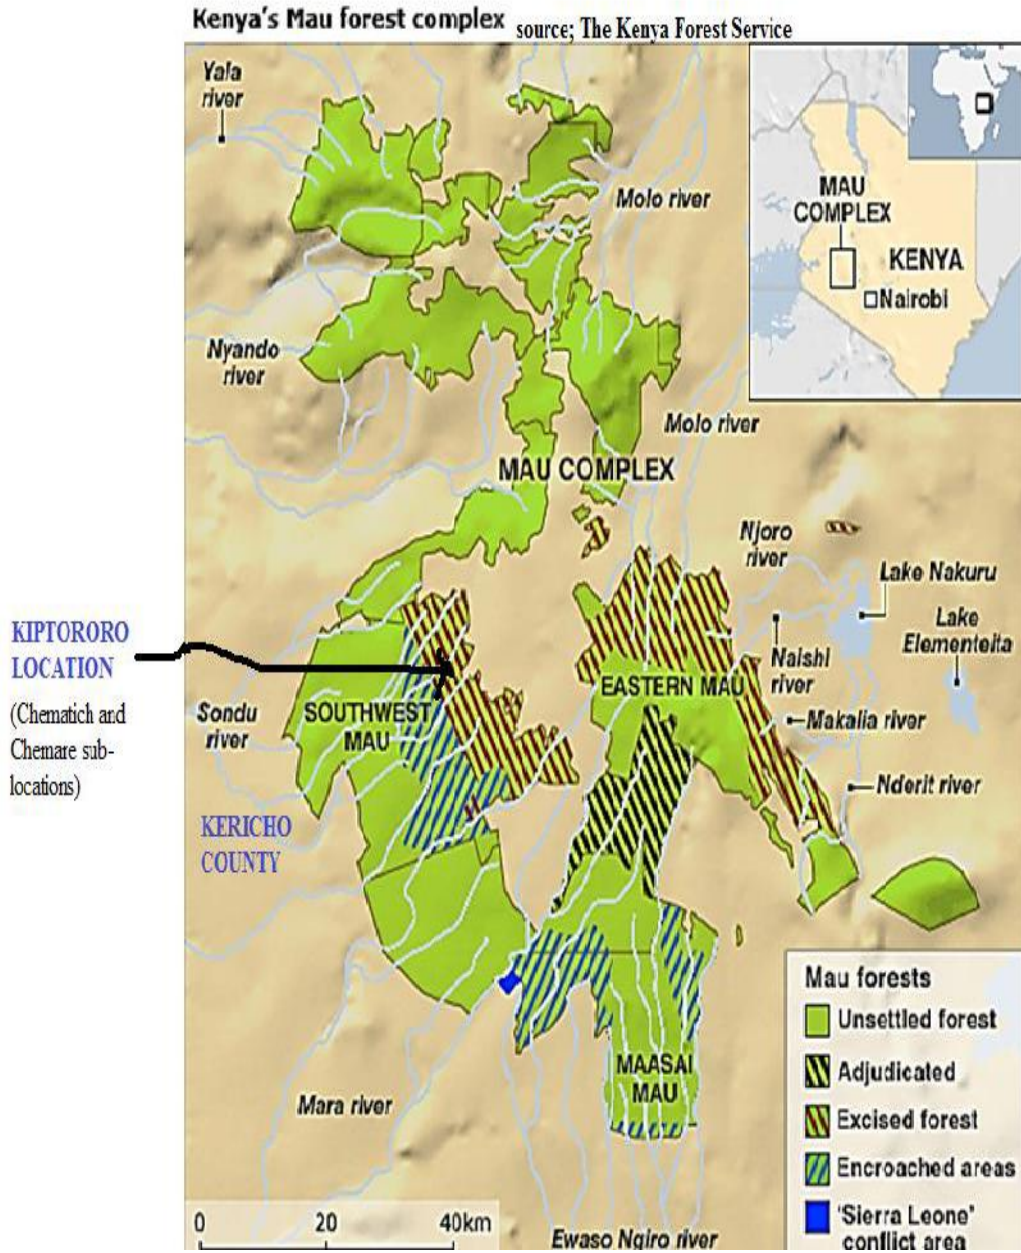 Kenya's Mau forest complex
source; The Kenya Forest Service
Yala
river
Molo river
MAU
COMPLEX
KENYA
Nairobi
Nyando
river
Molo river
MAU COMPLEX
Njoro
river
Lake Nakuru
Lake
Elementeita
KIPTORORO
LOCATION
(Chematich and
Chemare sub-
locations)
Naishi
river
EASTERN MAU
Sondu
river
SOUTHWEST
MAU
Makalia river
Nderit river
KERICHO
COUNTY
MAASAI
MAU
Mara river
Ewaso Ngiro river
0 20 40km
Mau forests
Unsettled forest
Adjudicated
Excised forest
Encroached areas
'Sierra Leone'
conflict area